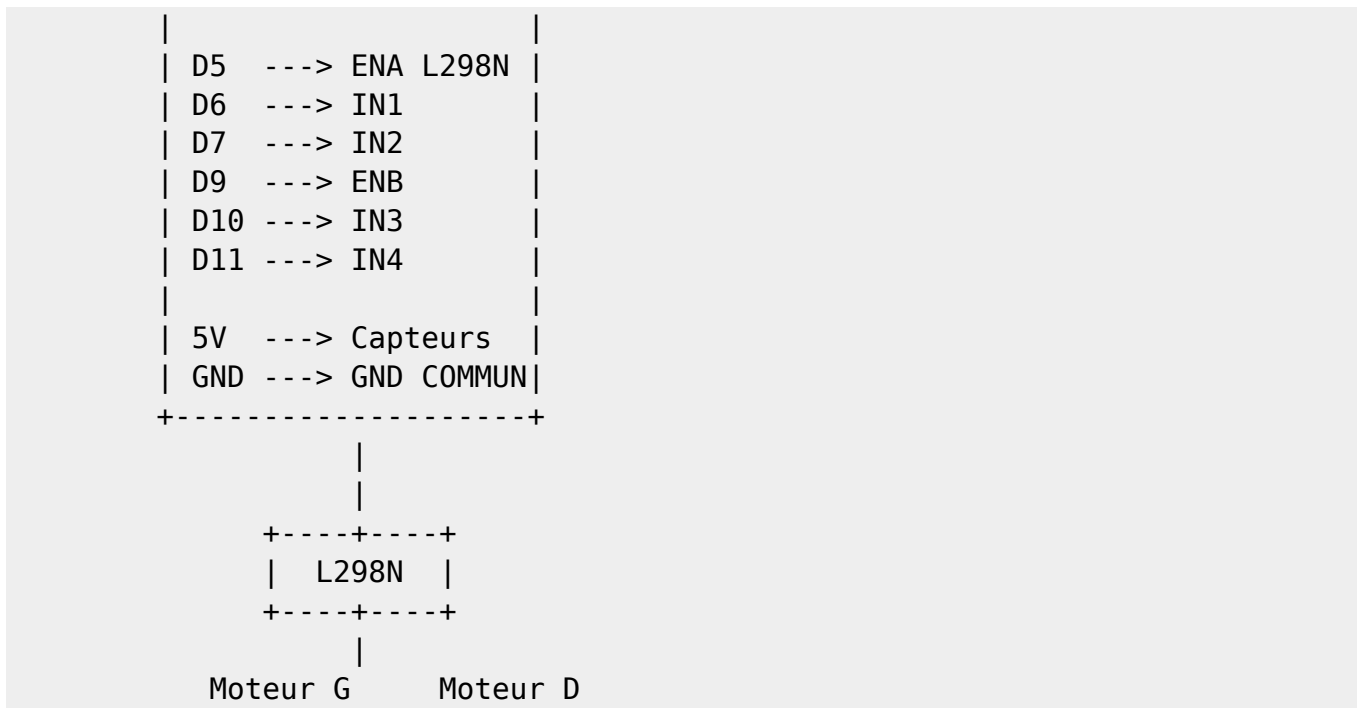 |                    |
| D5  ---> ENA L298N |
| D6  ---> IN1       |
| D7  ---> IN2       |
| D9  ---> ENB       |
| D10 ---> IN3       |
| D11 ---> IN4       |
|                    |
| 5V  ---> Capteurs  |
| GND ---> GND COMMUN|
+--------------------+
           |
           |
      +----+----+
      |  L298N  |
      +----+----+
           |
   Moteur G     Moteur D